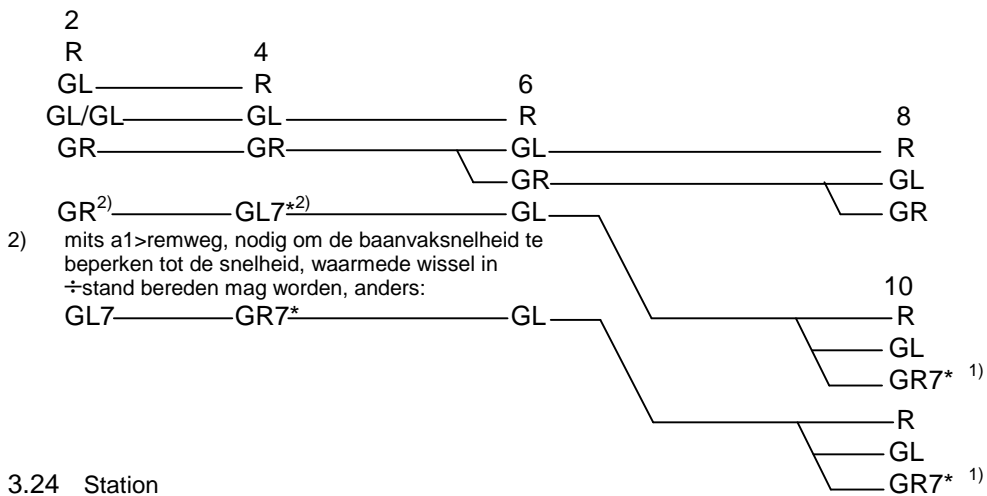 2
R 4
GL R 6
GL/GL GL R 8
GR GR GL R
GR GL
GR 2) GL7* 2) GL GR
2) mits a1>remweg, nodig om de baanvaksnelheid te
beperken tot de snelheid, waarmede wissel in
÷stand bereden mag worden, anders: 10
GL7 GR7* GL R
GL
GR7* 1)
R
GL
3.24 Station GR7* 1)